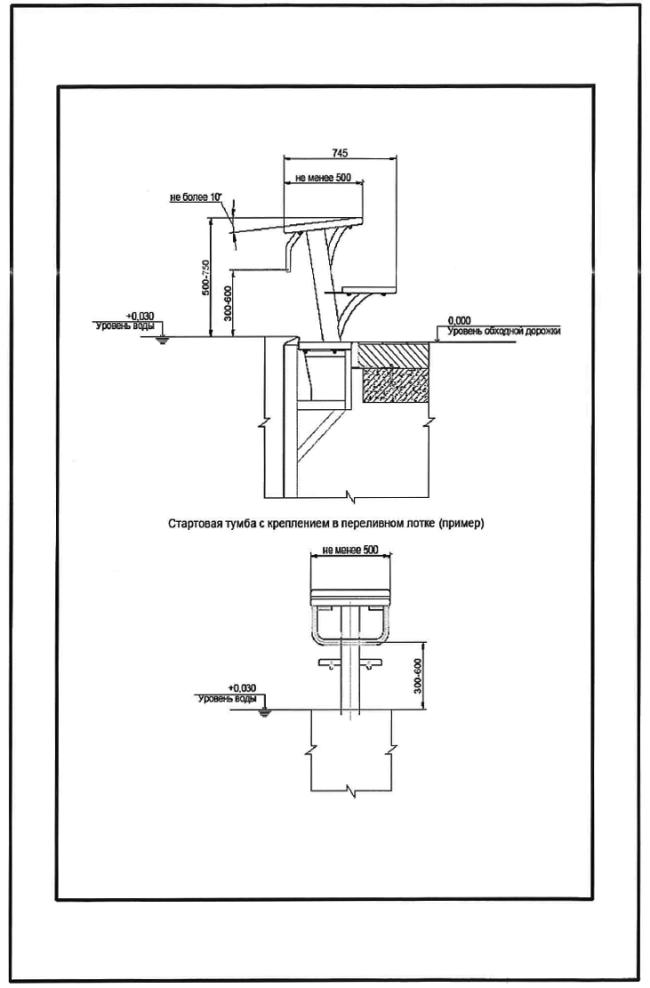 745
не менее 500
не более 10°
500-750
300-600
+0,030
Уровень воды
0,000
Уровень обходной дорожки
Стартовая тумба с креплением в переливном лотке (пример)
не менее 500
300-600
+0,030
Уровень воды